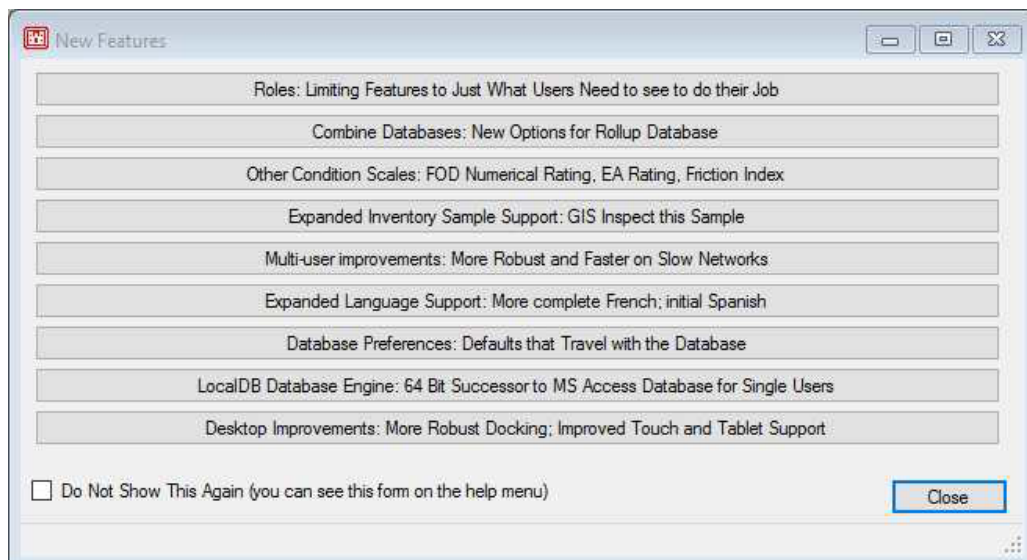 New Features
Roles: Limiting Features to Just What Users Need to see to do their Job
Combine Databases: New Options for Rollup Database
Other Condition Scales: FOD Numerical Rating, EA Rating, Friction Index
Expanded Inventory Sample Support: GIS Inspect this Sample
Multi-user improvements: More Robust and Faster on Slow Networks
Expanded Language Support: More complete French; initial Spanish
Database Preferences: Defaults that Travel with the Database
LocalDB Database Engine: 64 Bit Successor to MS Access Database for Single Users
Desktop Improvements: More Robust Docking; Improved Touch and Tablet Support
Do Not Show This Again (you can see this form on the help menu)
Close